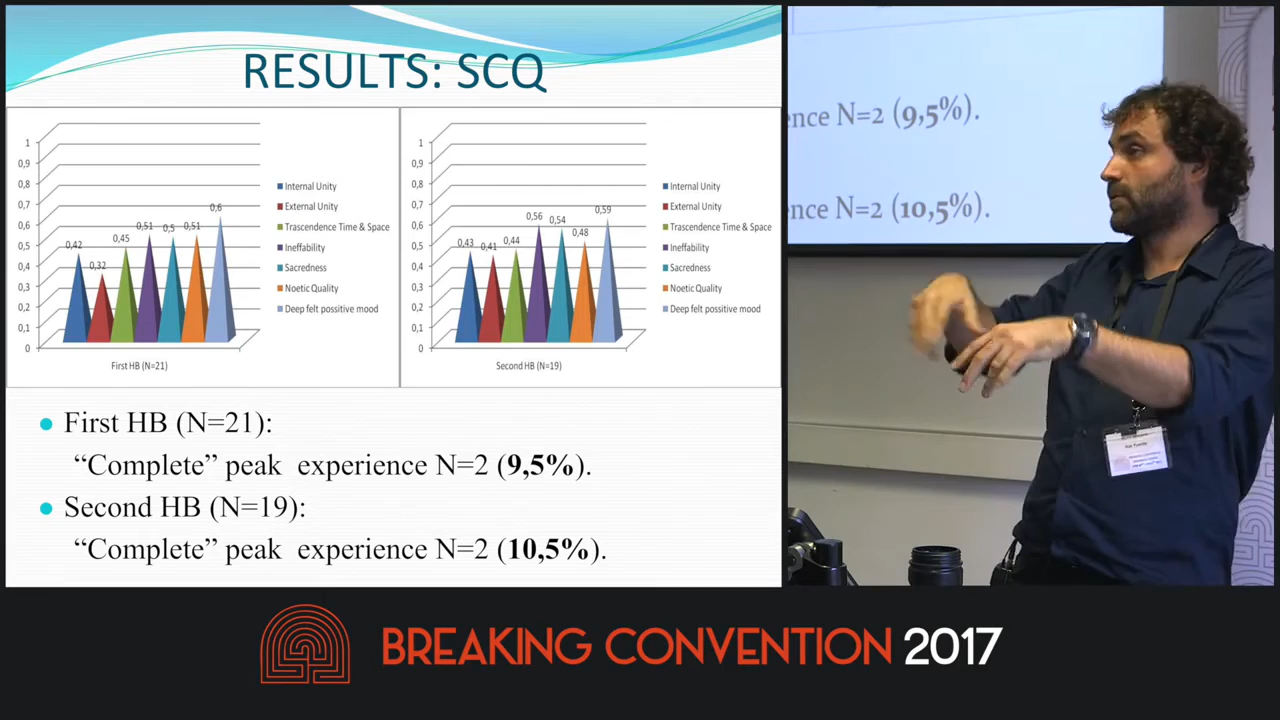 RESULTS: SCQ
1
0,9
0,8
0,7
0,6
0,5
0,4
0,3
0,2
0,1
0
0,42
0,32
0,45
0,51
0,5
0,51
0,6
First HB (N=21)
Internal Unity
External Unity
Trascendence Time & Space
Ineffability
Sacredness
Noetic Quality
Deep felt possitive mood
1
0,9
0,8
0,7
0,6
0,5
0,4
0,3
0,2
0,1
0
0,43
0,41
0,44
0,56
0,54
0,48
0,59
Second HB (N=19)
Internal Unity
External Unity
Trascendence Time & Space
Ineffability
Sacredness
Noetic Quality
Deep felt possitive mood
First HB (N=21):
“Complete” peak experience N=2 (9,5%).
Second HB (N=19):
“Complete” peak experience N=2 (10,5%).
ence N=2 (9,5%).
ence N=2 (10,5%).
BREAKING CONVENTION 2017